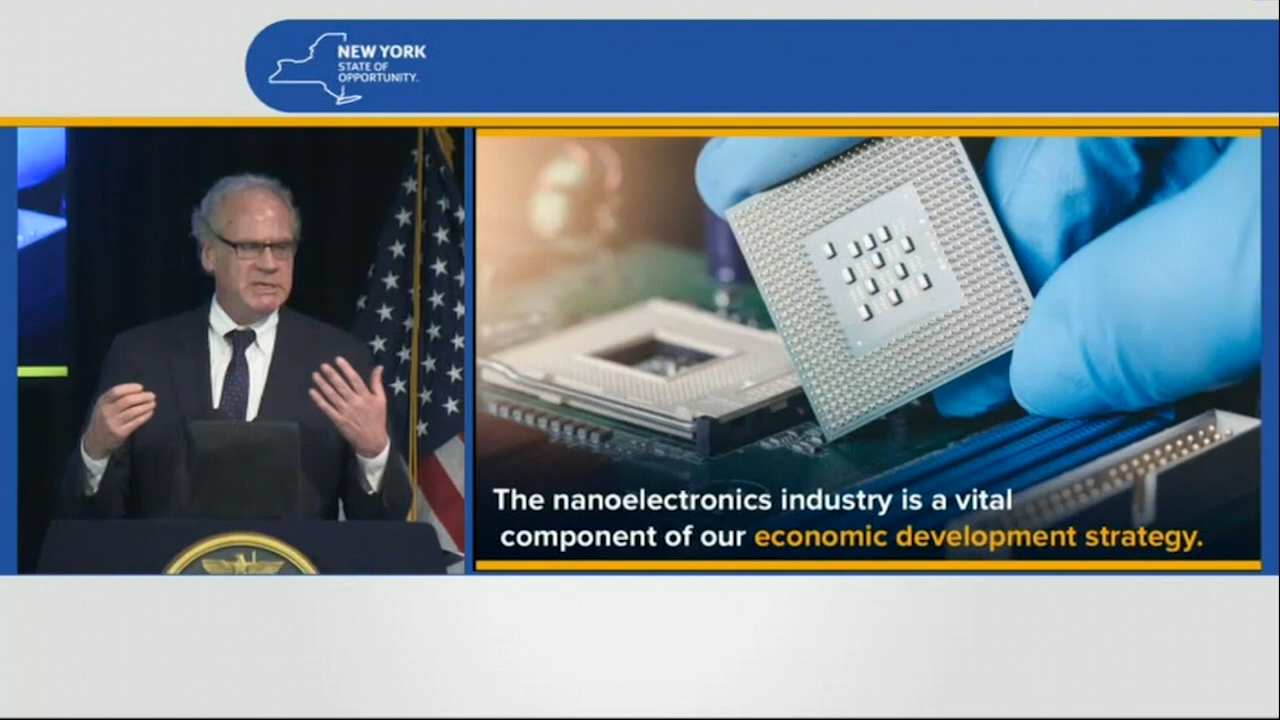 NEW YORK
STATE OF
OPPORTUNITY.
The nanoelectronics industry is a vital
component of our economic development strategy.